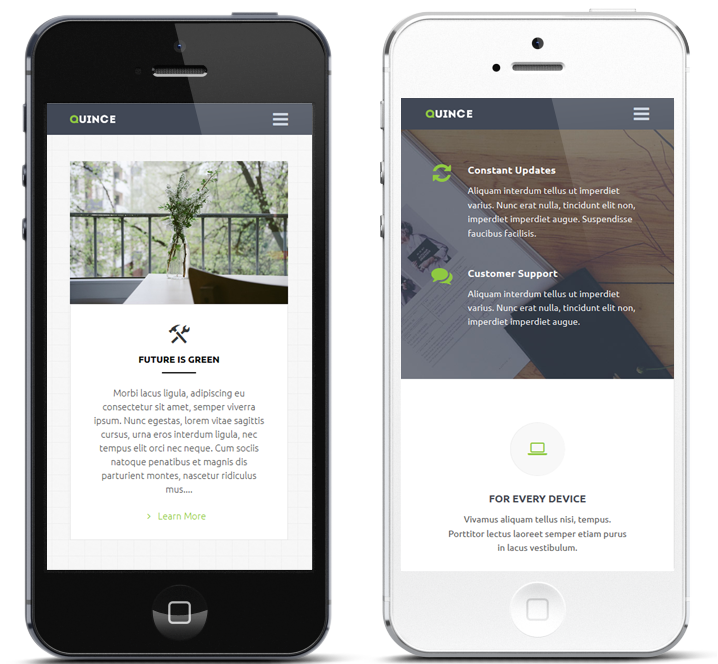 QUINCE
FUTURE IS GREEN
Morbi lacus ligula, adipiscing eu
consectetur sit amet, semper viverra
ipsum. Nunc egestas, lorem vitae sagittis
cursus, urna eros interdum ligula, nec
tempus elit orci nec neque. Cum sociis
natoque penatibus et magnis dis
parturient montes, nascetur ridiculus
mus....
> Learn More
QUINCE
Constant Updates
Aliquam interdum tellus ut imperdiet
varius. Nunc erat nulla, tincidunt elit non,
imperdiet imperdiet augue. Suspendisse
faucibus facilisis.
Customer Support
Aliquam interdum tellus ut imperdiet
varius. Nunc erat nulla, tincidunt elit non,
imperdiet imperdiet augue.
FOR EVERY DEVICE
Vivamus aliquam tellus nisi, tempus.
Porttitor lectus laoreet semper etiam purus
in lacus vestibulum.